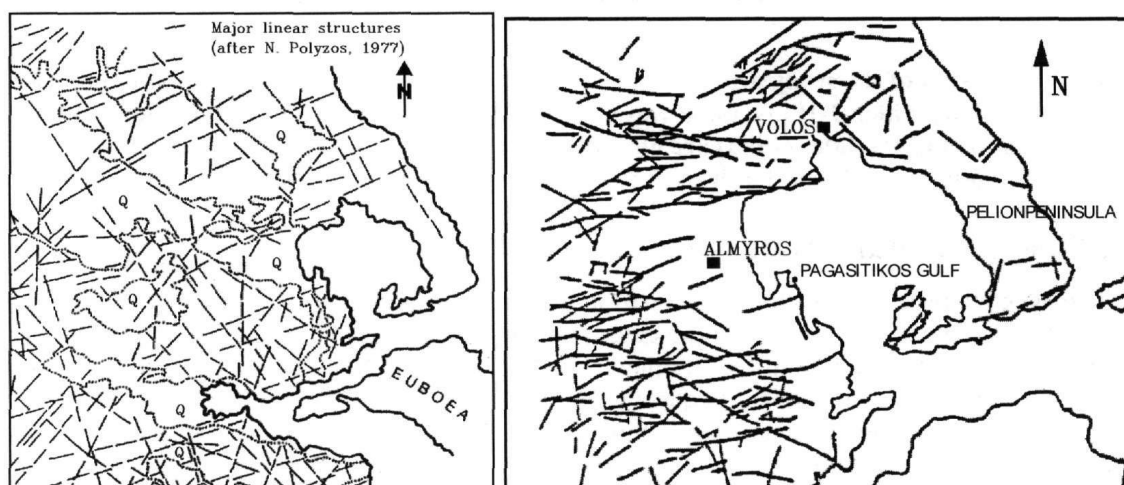 Major linear structures
(after N. Polyzos, 1977)
N
Q
Q
Q
Q
Q
Q
EUBOEA
N
VOLOS
PELIONPENINSULA
ALMYROS
PAGASITIKOS GULF